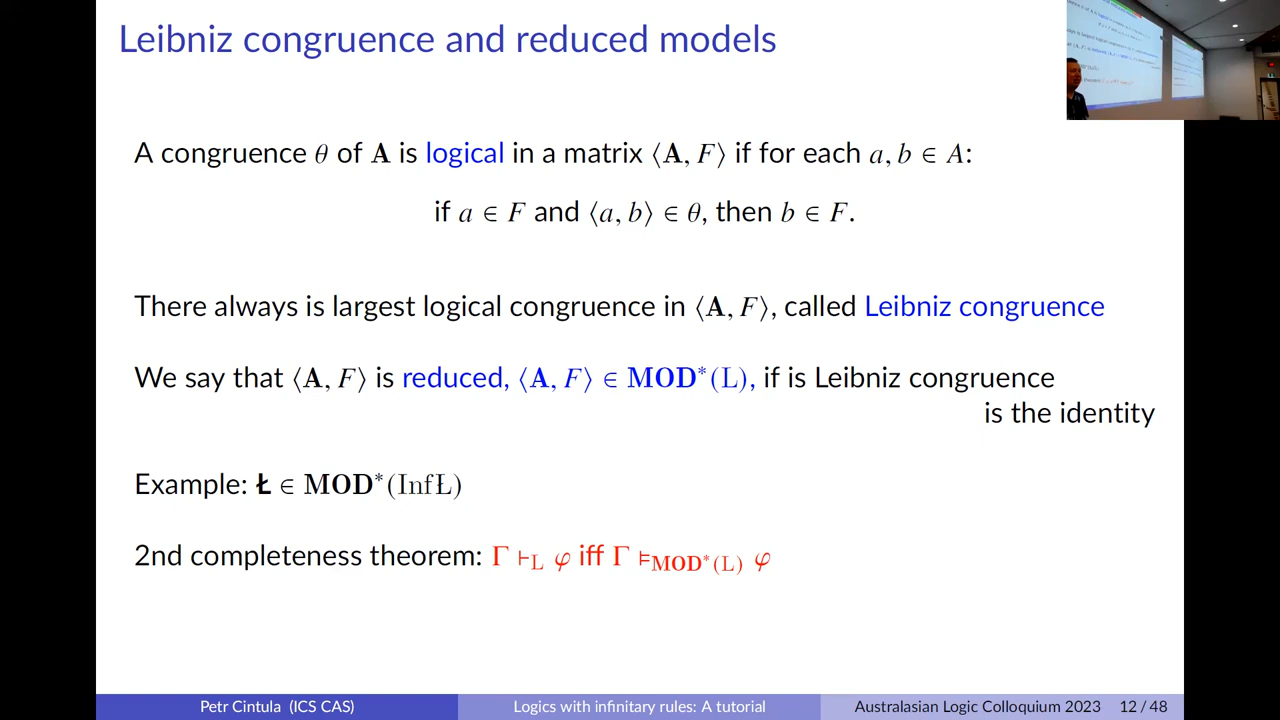 Leibniz congruence and reduced models
A congruence θ of A is logical in a matrix ⟨A, F⟩ if for each a, b ∈ A:
if a ∈ F and ⟨a, b⟩ ∈ θ, then b ∈ F.
There always is largest logical congruence in ⟨A, F⟩, called Leibniz congruence
We say that ⟨A, F⟩ is reduced, ⟨A, F⟩ ∈ MOD*(L), if is Leibniz congruence
is the identity
Example: Ł ∈ MOD*(InfŁ)
2nd completeness theorem: Γ ⊢L φ iff Γ ⊨MOD*(L) φ
Petr Cintula (ICS CAS)
Logics with infinitary rules: A tutorial
Australasian Logic Colloquium 2023
12 / 48